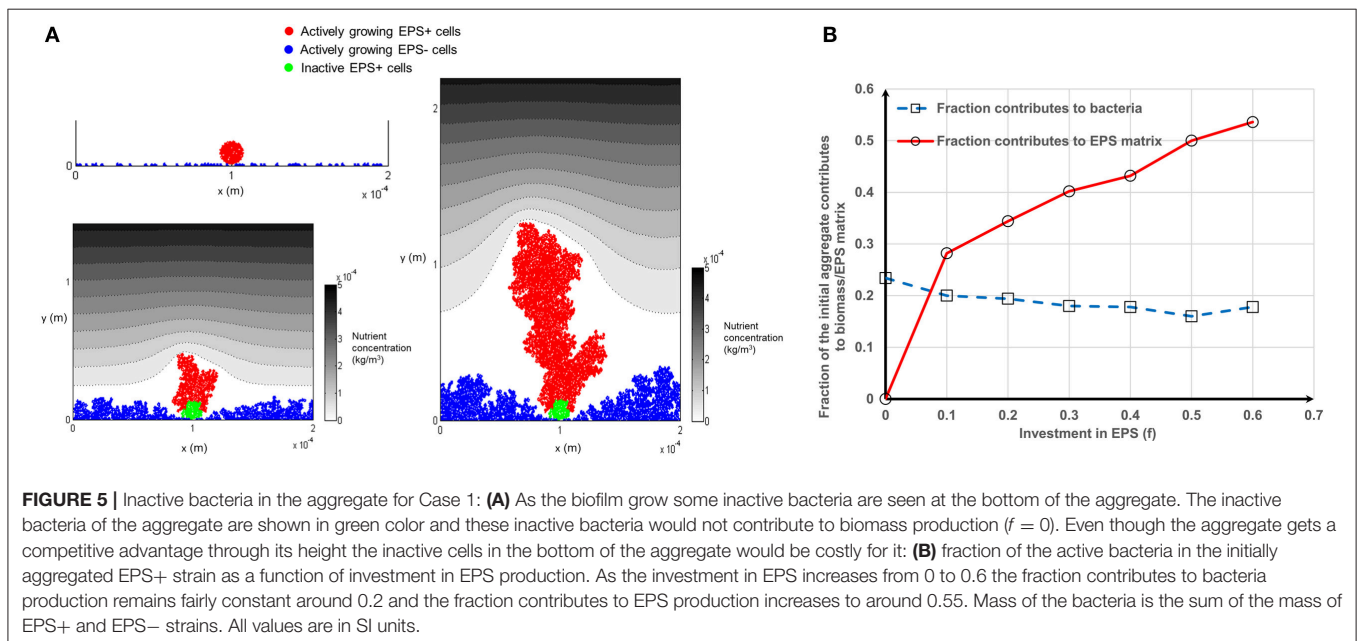 A
Actively growing EPS+ cells
Actively growing EPS- cells
Inactive EPS+ cells
0
0
1
2
x (m)
x 10⁻⁴
1
y (m)
0
0
1
2
x (m)
x 10⁻⁴
x 10⁻⁴
5
4
3
2
1
0
Nutrient
concentration
(kg/m³)
2
y (m)
1
0
0
1
2
x (m)
x 10⁻⁴
x 10⁻⁴
5
4
3
2
1
0
Nutrient
concentration
(kg/m³)
B
Fraction of the initial aggregate contributes
to biomass/EPS matrix
0.6
0.5
0.4
0.3
0.2
0.1
0
Fraction contributes to bacteria
Fraction contributes to EPS matrix
0
0.1
0.2
0.3
0.4
0.5
0.6
0.7
Investment in EPS (f)
FIGURE 5 | Inactive bacteria in the aggregate for Case 1: (A) As the biofilm grow some inactive bacteria are seen at the bottom of the aggregate. The inactive
bacteria of the aggregate are shown in green color and these inactive bacteria would not contribute to biomass production (f = 0). Even though the aggregate gets a
competitive advantage through its height the inactive cells in the bottom of the aggregate would be costly for it: (B) fraction of the active bacteria in the initially
aggregated EPS+ strain as a function of investment in EPS production. As the investment in EPS increases from 0 to 0.6 the fraction contributes to bacteria
production remains fairly constant around 0.2 and the fraction contributes to EPS production increases to around 0.55. Mass of the bacteria is the sum of the mass of
EPS+ and EPS− strains. All values are in SI units.